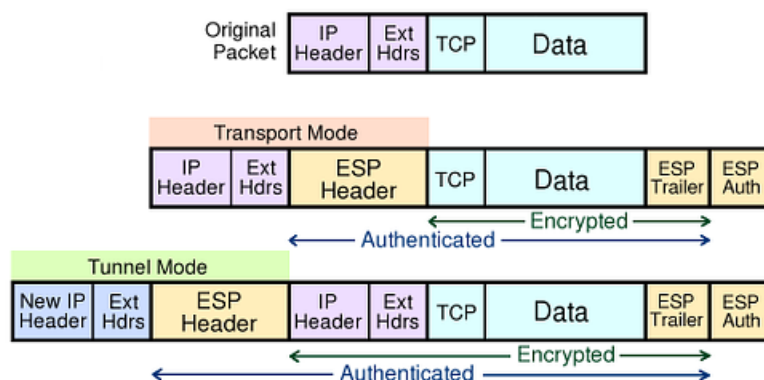 Original Packet
IP Header
Ext Hdrs
TCP
Data
Transport Mode
IP Header
Ext Hdrs
ESP Header
TCP
Data
ESP Trailer
ESP Auth
Encrypted
Authenticated
Tunnel Mode
New IP Header
Ext Hdrs
ESP Header
IP Header
Ext Hdrs
TCP
Data
ESP Trailer
ESP Auth
Encrypted
Authenticated